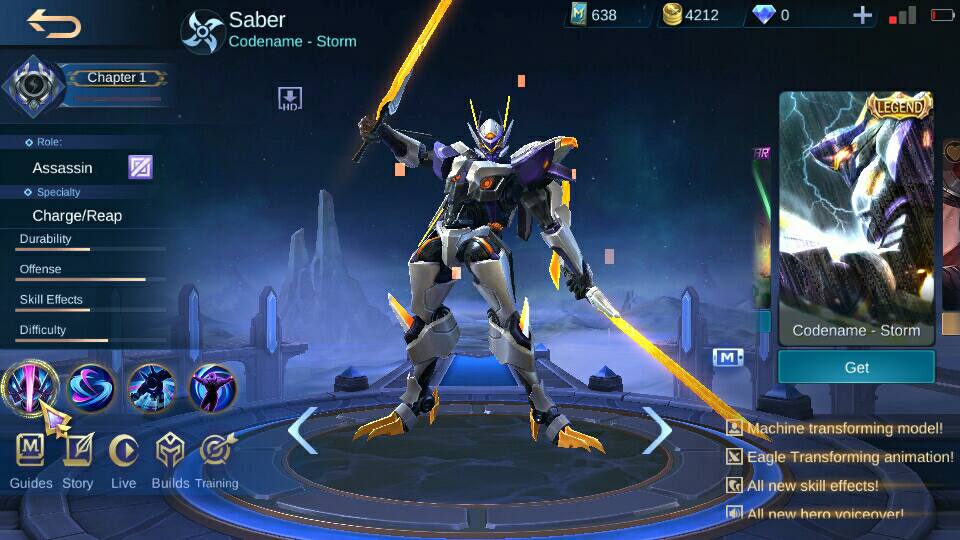 Saber
Codename - Storm
638
4212
0
Chapter 1
HD
Role:
Assassin
Specialty
Charge/Reap
Durability
Offense
Skill Effects
Difficulty
LEGEND
Codename - Storm
Get
M
Guides
Story
Live
Builds
Training
Machine transforming model!
Eagle Transforming animation!
All new skill effects!
All new hero voiceover!